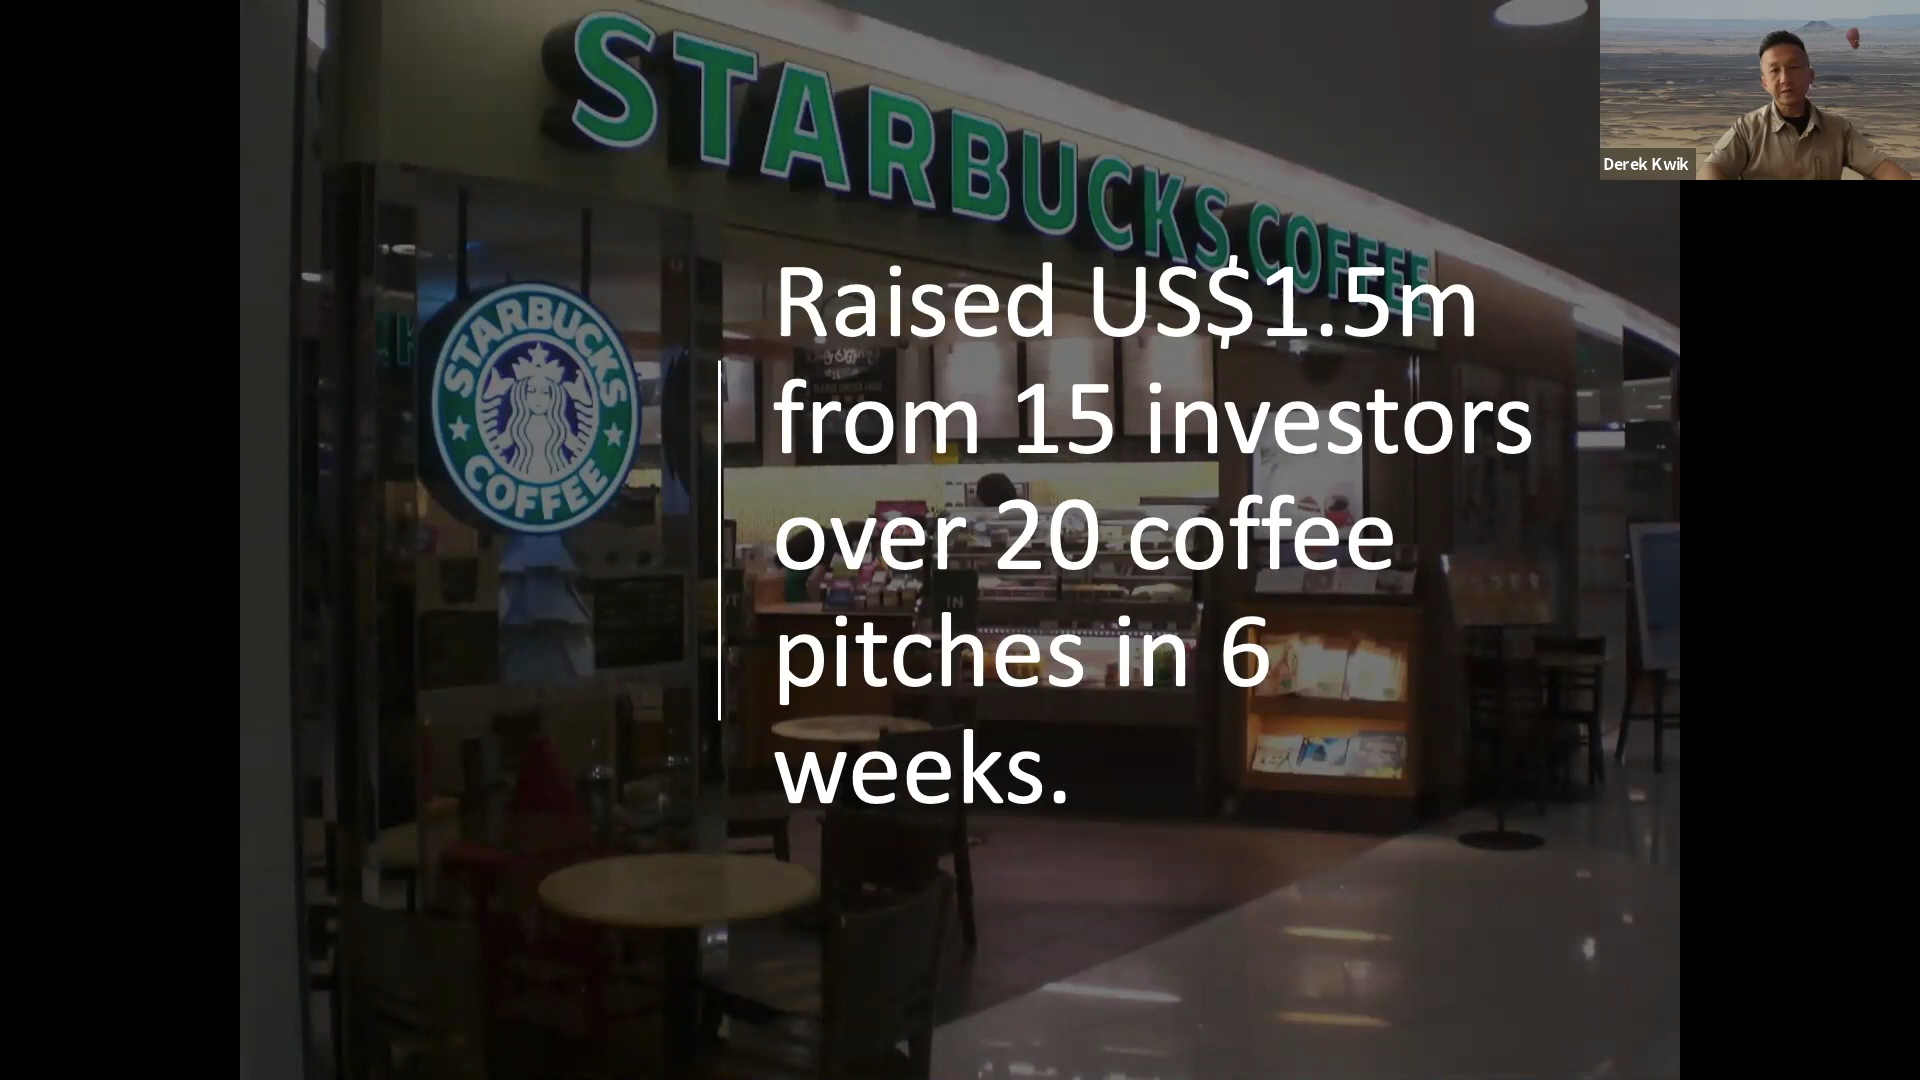 STARBUCKS COFFEE
Derek Kwik
STARBUCKS
COFFEE
Raised US$1.5m
from 15 investors
over 20 coffee
pitches in 6
weeks.
IN